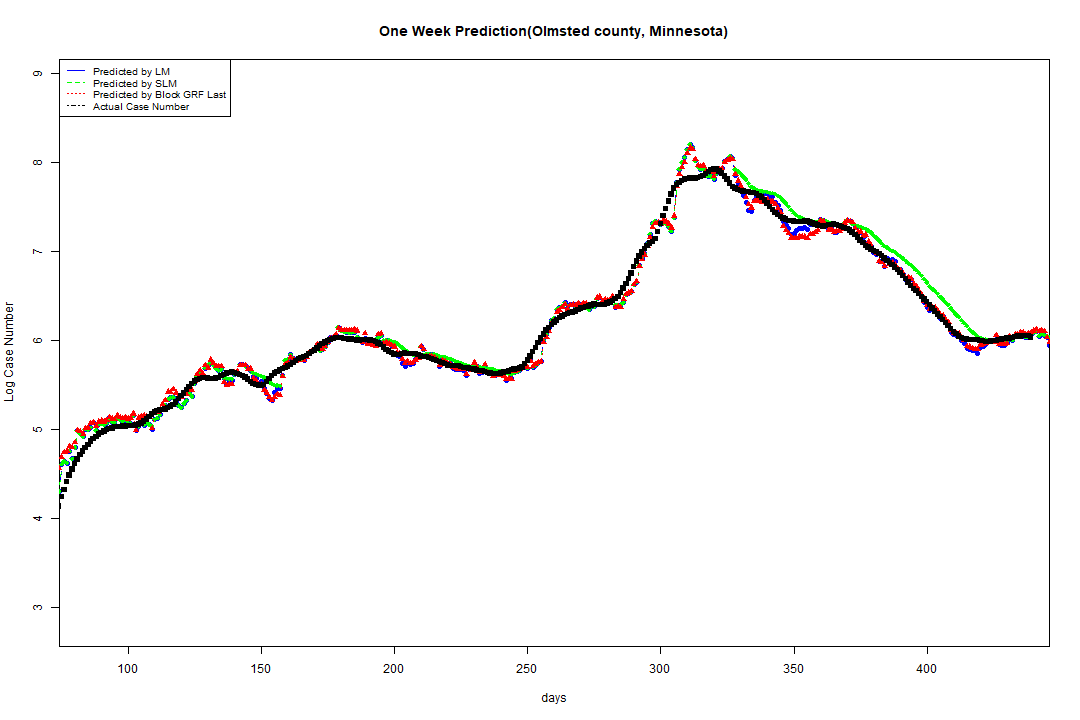 One Week Prediction(Olmsted county, Minnesota)
Predicted by LM
Predicted by SLM
Predicted by Block GRF Last
Actual Case Number
Log Case Number
9
8
7
6
5
4
3
100 150 200 250 300 350 400
days